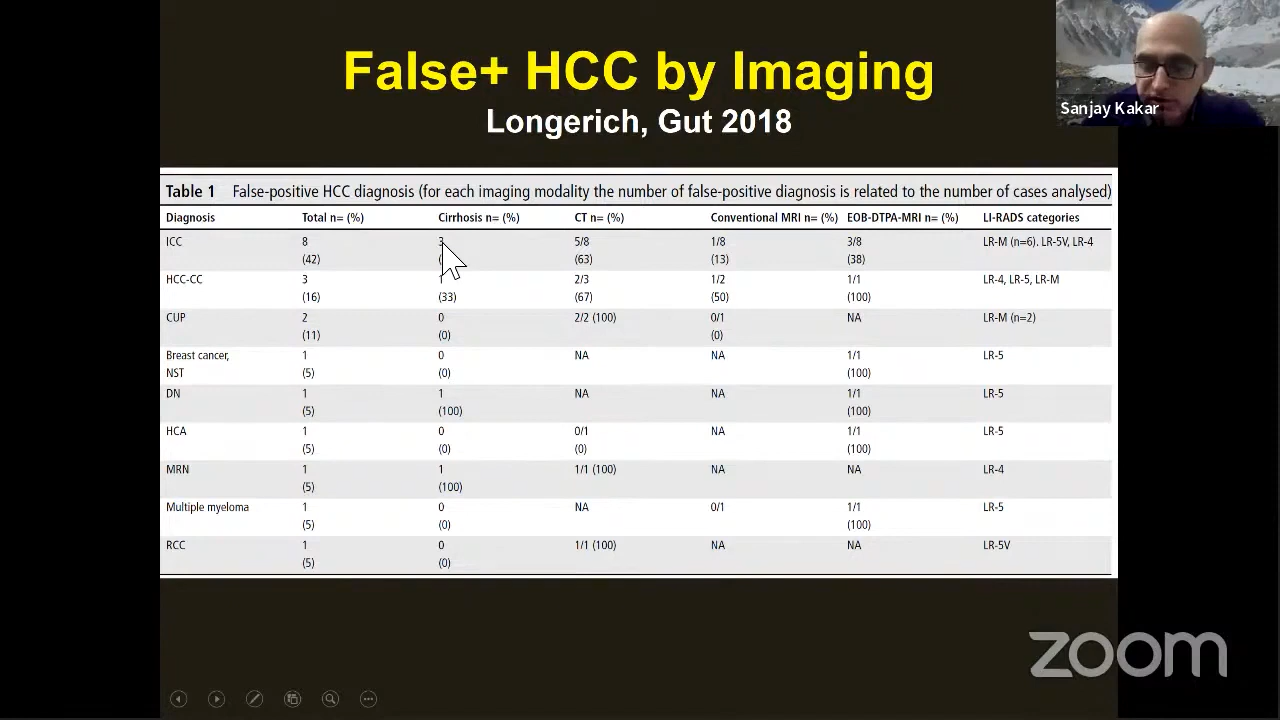 False+ HCC by Imaging
Longerich, Gut 2018
Sanjay Kakar
Table 1 False-positive HCC diagnosis (for each imaging modality the number of false-positive diagnosis is related to the number of cases analysed)
Diagnosis Total n= (%) Cirrhosis n= (%) CT n= (%) Conventional MRI n= (%) EOB-DTPA-MRI n= (%) LI-RADS categories
ICC 8 3 5/8 1/8 3/8 LR-M (n=6). LR-5V, LR-4
(42) (63) (13) (38)
HCC-CC 3 1 2/3 1/2 1/1 LR-4, LR-5, LR-M
(16) (33) (67) (50) (100)
CUP 2 0 2/2 (100) 0/1 NA LR-M (n=2)
(11) (0) (0)
Breast cancer, 1 0 NA NA 1/1 LR-5
NST (5) (0) (100)
DN 1 1 NA NA 1/1 LR-5
(5) (100) (100)
HCA 1 0 0/1 NA 1/1 LR-5
(5) (0) (0) (100)
MRN 1 1 1/1 (100) NA NA LR-4
(5) (100)
Multiple myeloma 1 0 NA 0/1 1/1 LR-5
(5) (0) (100)
RCC 1 0 1/1 (100) NA NA LR-5V
(5) (0)
zoom